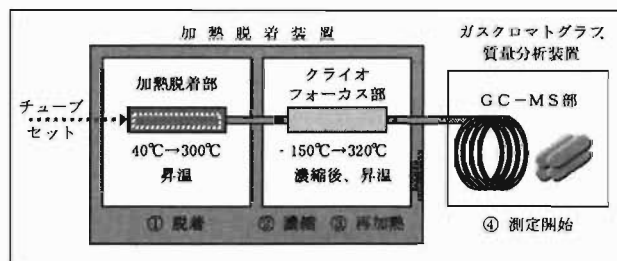 加熱脱着装置
ガスクロマトグラフ
質量分析装置
チューブ
セット
加熱脱着部
40℃→300℃
昇温
クライオ
フォーカス部
-150℃→320℃
濃縮後、昇温
GC-MS部
① 脱着
② 濃縮
③ 再加熱
④ 測定開始